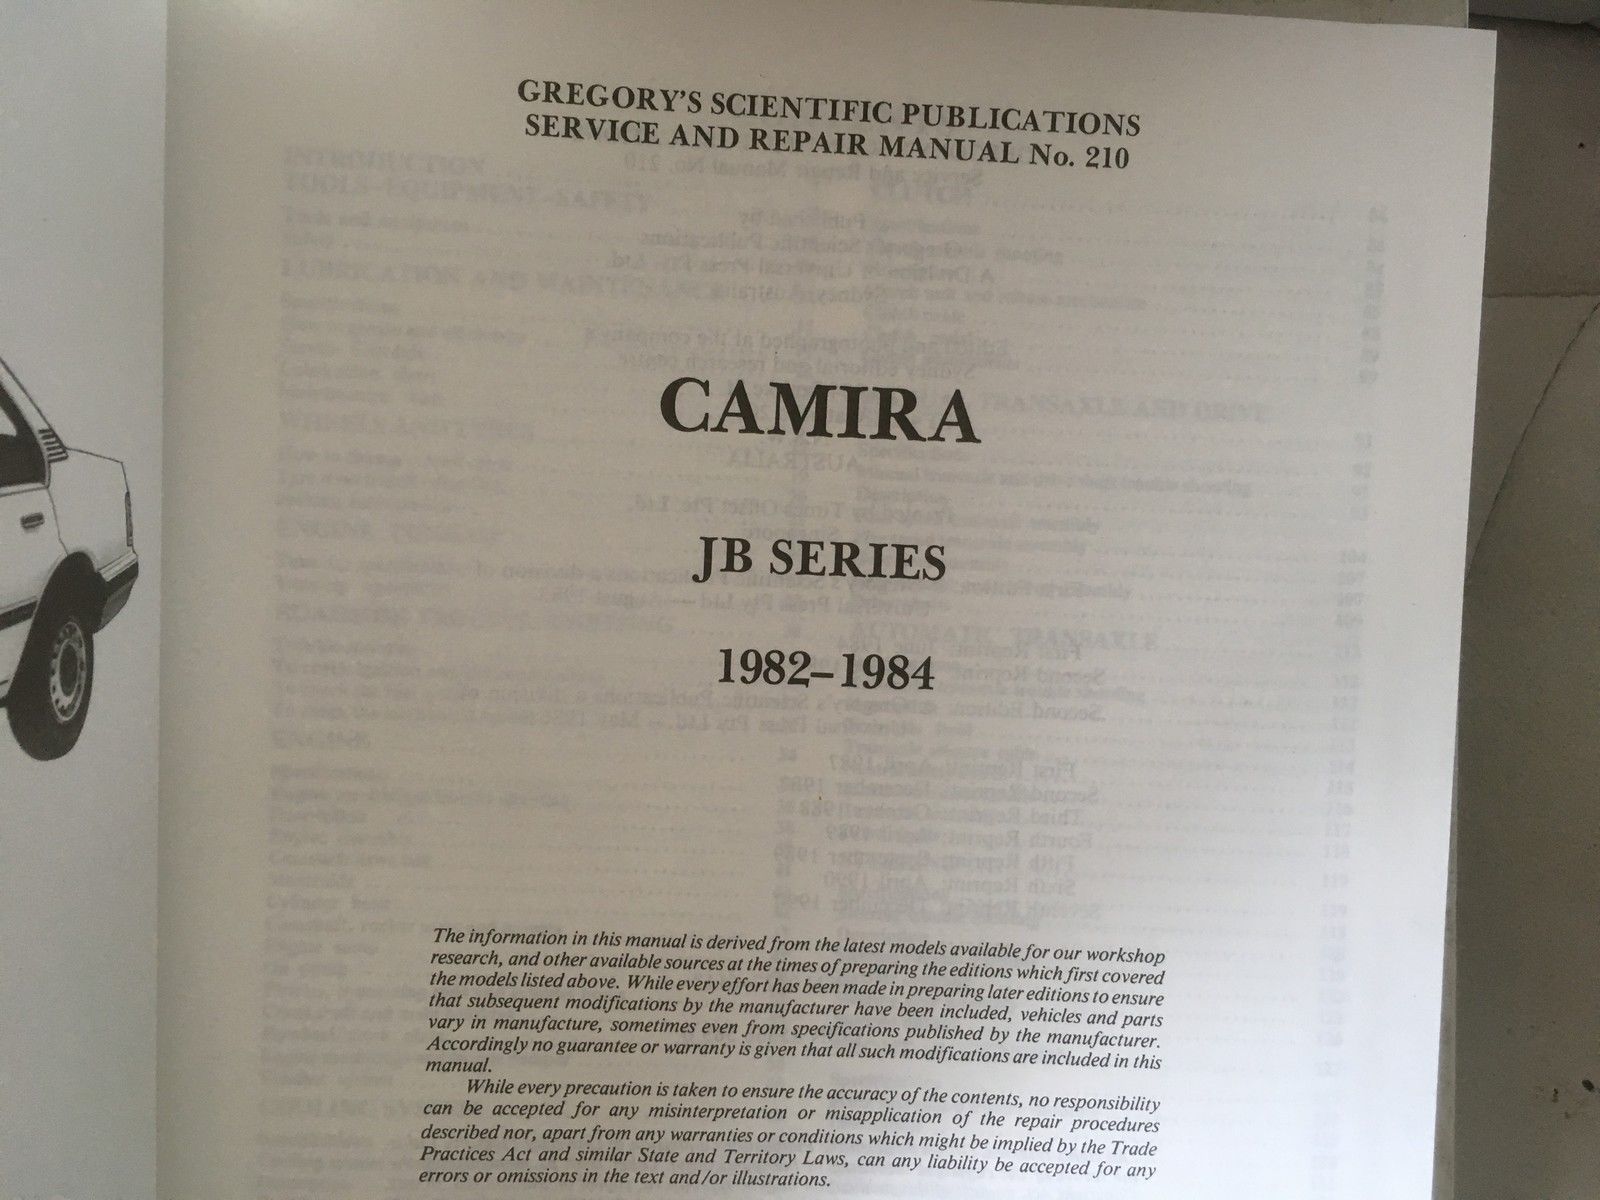 GREGORY'S SCIENTIFIC PUBLICATIONS
SERVICE AND REPAIR MANUAL No. 210
CAMIRA
JB SERIES
1982–1984
The information in this manual is derived from the latest models available for our workshop
research, and other available sources at the times of preparing the editions which first covered
the models listed above. While every effort has been made in preparing later editions to ensure
that subsequent modifications by the manufacturer have been included, vehicles and parts
vary in manufacture, sometimes even from specifications published by the manufacturer.
Accordingly no guarantee or warranty is given that all such modifications are included in this
manual.
While every precaution is taken to ensure the accuracy of the contents, no responsibility
can be accepted for any misinterpretation or misapplication of the repair procedures
described nor, apart from any warranties or conditions which might be implied by the Trade
Practices Act and similar State and Territory Laws, can any liability be accepted for any
errors or omissions in the text and/or illustrations.